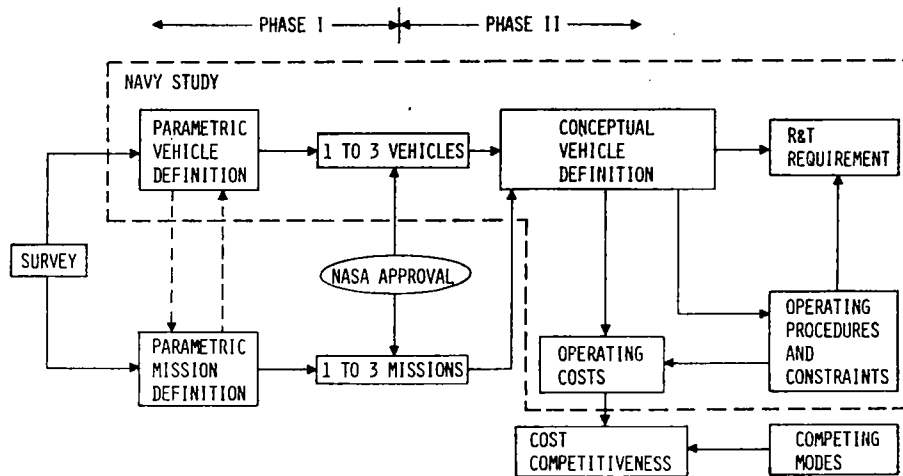 PHASE I
PHASE II
NAVY STUDY
PARAMETRIC
VEHICLE
DEFINITION
1 TO 3 VEHICLES
CONCEPTUAL
VEHICLE
DEFINITION
R&T
REQUIREMENT
SURVEY
NASA APPROVAL
PARAMETRIC
MISSION
DEFINITION
1 TO 3 MISSIONS
OPERATING
COSTS
OPERATING
PROCEDURES
AND
CONSTRAINTS
COST
COMPETITIVENESS
COMPETING
MODES